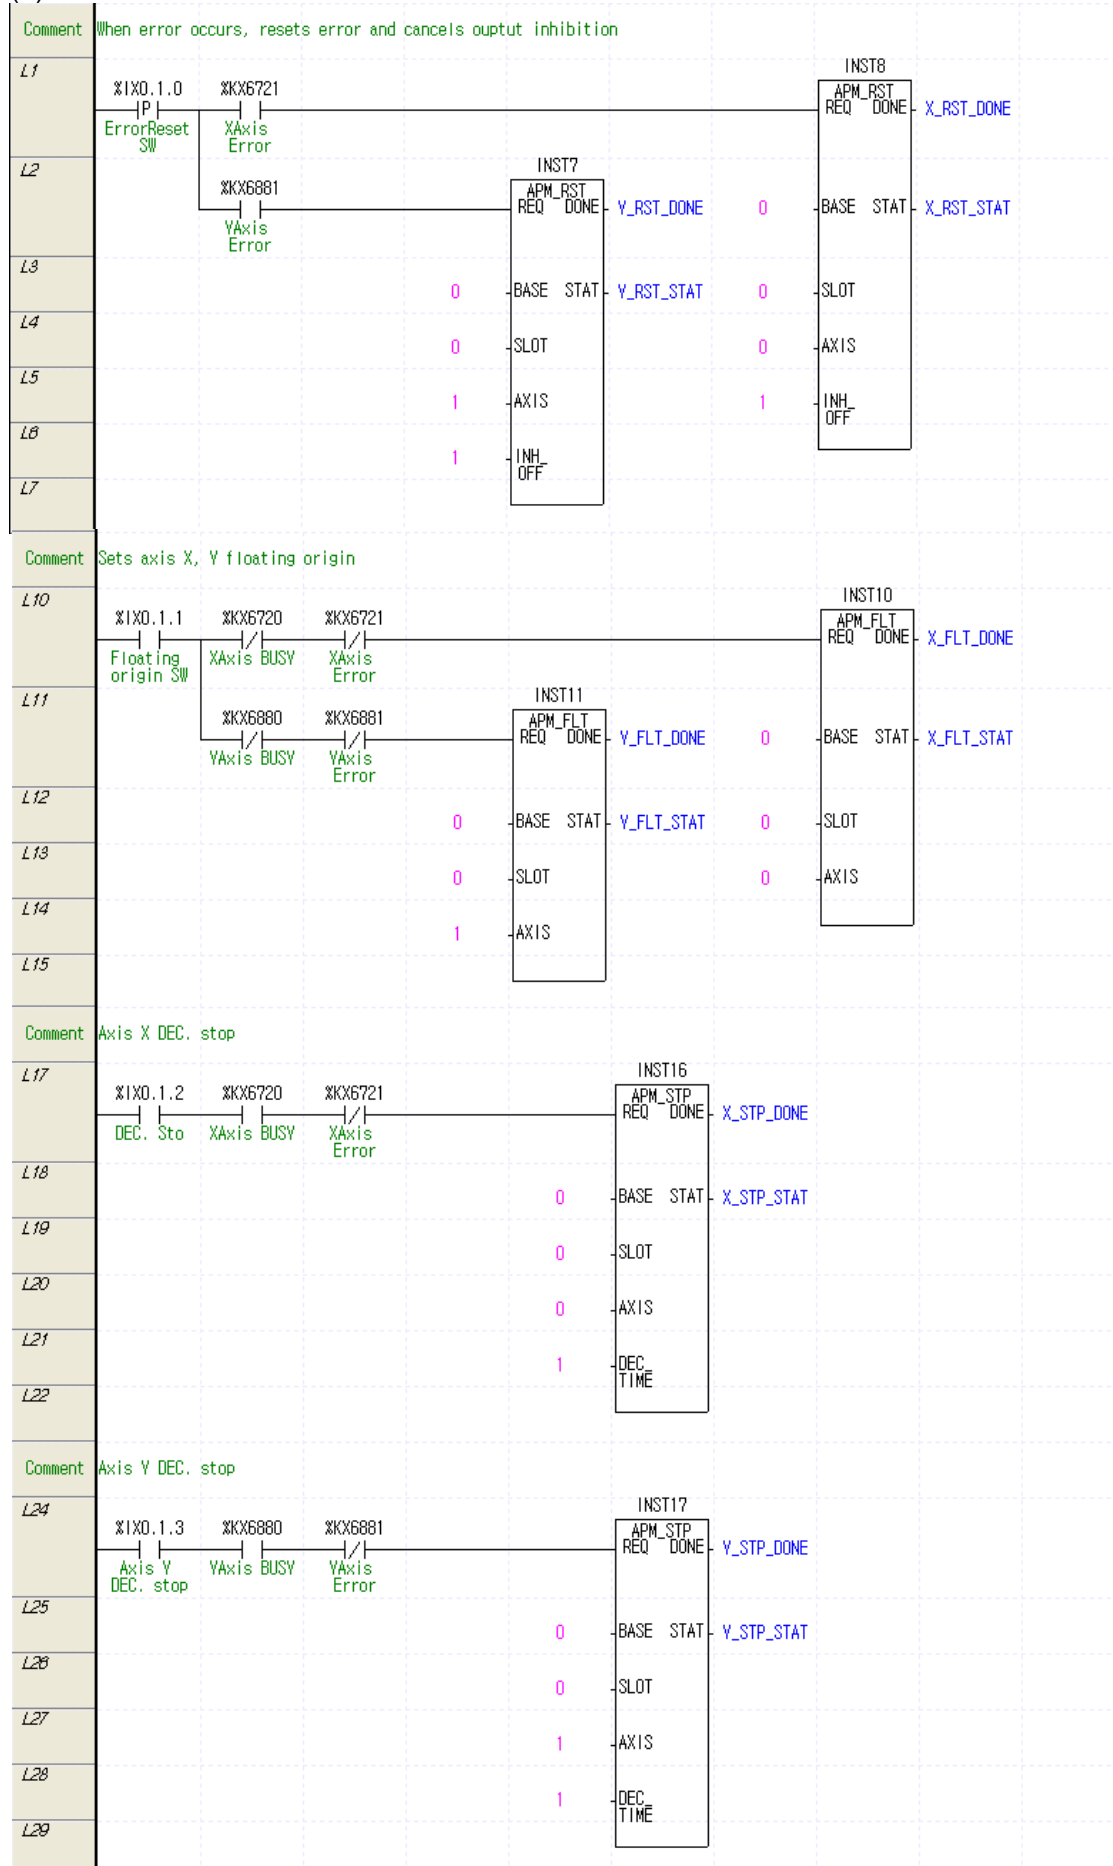 Comment When error occurs, resets error and cancels ouptut inhibition
L1
INST8
%IX0.1.0 %KX6721 APM_RST
P REQ DONE X_RST_DONE
ErrorReset SW XAxis Error
L2
INST7
%KX6881 APM_RST
REQ DONE Y_RST_DONE 0 BASE STAT X_RST_STAT
YAxis Error
L3
0 BASE STAT Y_RST_STAT 0 SLOT
L4
0 SLOT 0 AXIS
L5
1 AXIS 1 INH_OFF
L6
1 INH_OFF
L7
Comment Sets axis X, Y floating origin
L10
INST10
%IX0.1.1 %KX6720 %KX6721 APM_FLT
REQ DONE X_FLT_DONE
Floating origin SW XAxis BUSY XAxis Error
L11
INST11
%KX6880 %KX6881 APM_FLT
REQ DONE Y_FLT_DONE 0 BASE STAT X_FLT_STAT
YAxis BUSY YAxis Error
L12
0 BASE STAT Y_FLT_STAT 0 SLOT
L13
0 SLOT 0 AXIS
L14
1 AXIS
L15
Comment Axis X DEC. stop
L17
INST16
%IX0.1.2 %KX6720 %KX6721 APM_STP
REQ DONE X_STP_DONE
DEC. Sto XAxis BUSY XAxis Error
L18
0 BASE STAT X_STP_STAT
L19
0 SLOT
L20
0 AXIS
L21
1 DEC_TIME
L22
Comment Axis Y DEC. stop
L24
INST17
%IX0.1.3 %KX6880 %KX6881 APM_STP
REQ DONE Y_STP_DONE
Axis Y DEC. stop YAxis BUSY YAxis Error
L25
0 BASE STAT Y_STP_STAT
L26
0 SLOT
L27
1 AXIS
L28
1 DEC_TIME
L29